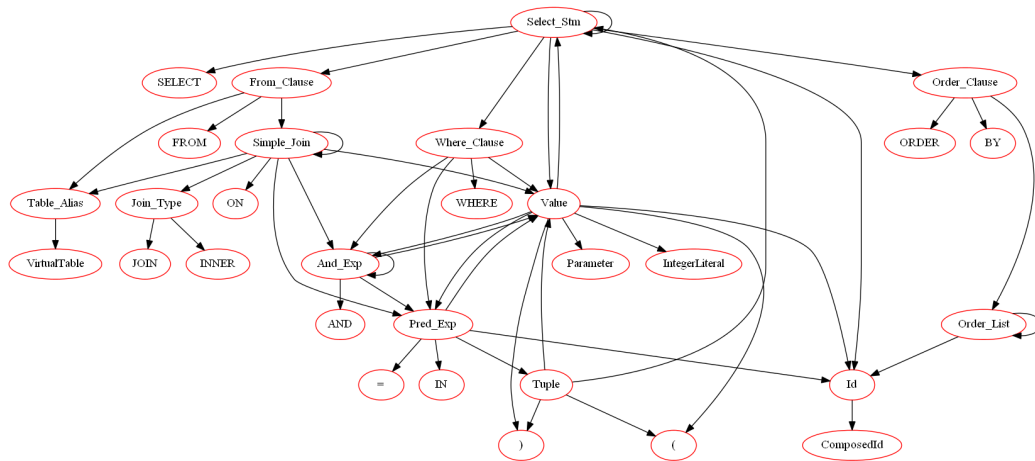 Select_Stm
SELECT
From_Clause
Order_Clause
FROM
Simple_Join
Where_Clause
ORDER
BY
Table_Alias
Join_Type
ON
WHERE
Value
VirtualTable
JOIN
INNER
And_Exp
Parameter
IntegerLiteral
AND
Pred_Exp
Order_List
=
IN
Tuple
Id
)
(
ComposedId